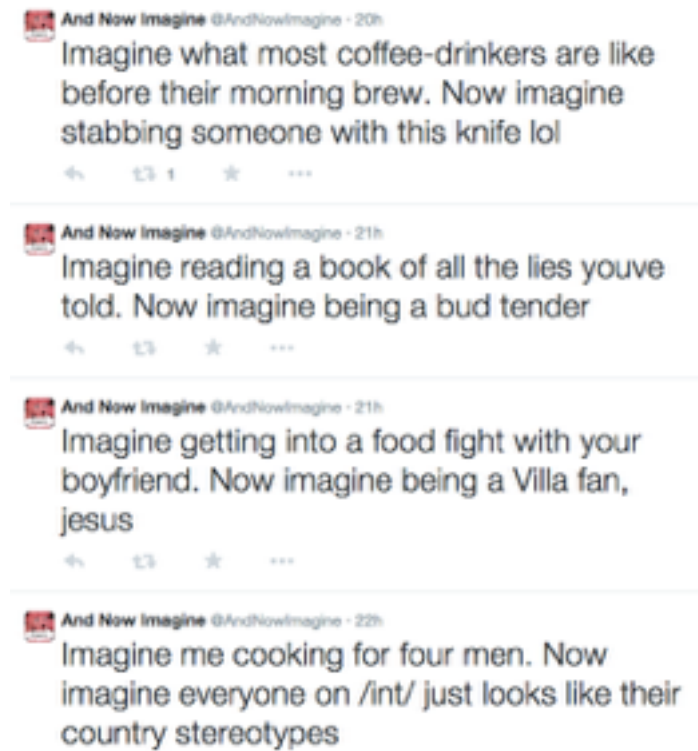 And Now Imagine @AndNowImagine · 20h
Imagine what most coffee-drinkers are like
before their morning brew. Now imagine
stabbing someone with this knife lol
1
And Now Imagine @AndNowImagine · 21h
Imagine reading a book of all the lies youve
told. Now imagine being a bud tender
And Now Imagine @AndNowImagine · 21h
Imagine getting into a food fight with your
boyfriend. Now imagine being a Villa fan,
jesus
And Now Imagine @AndNowImagine · 22h
Imagine me cooking for four men. Now
imagine everyone on /int/ just looks like their
country stereotypes